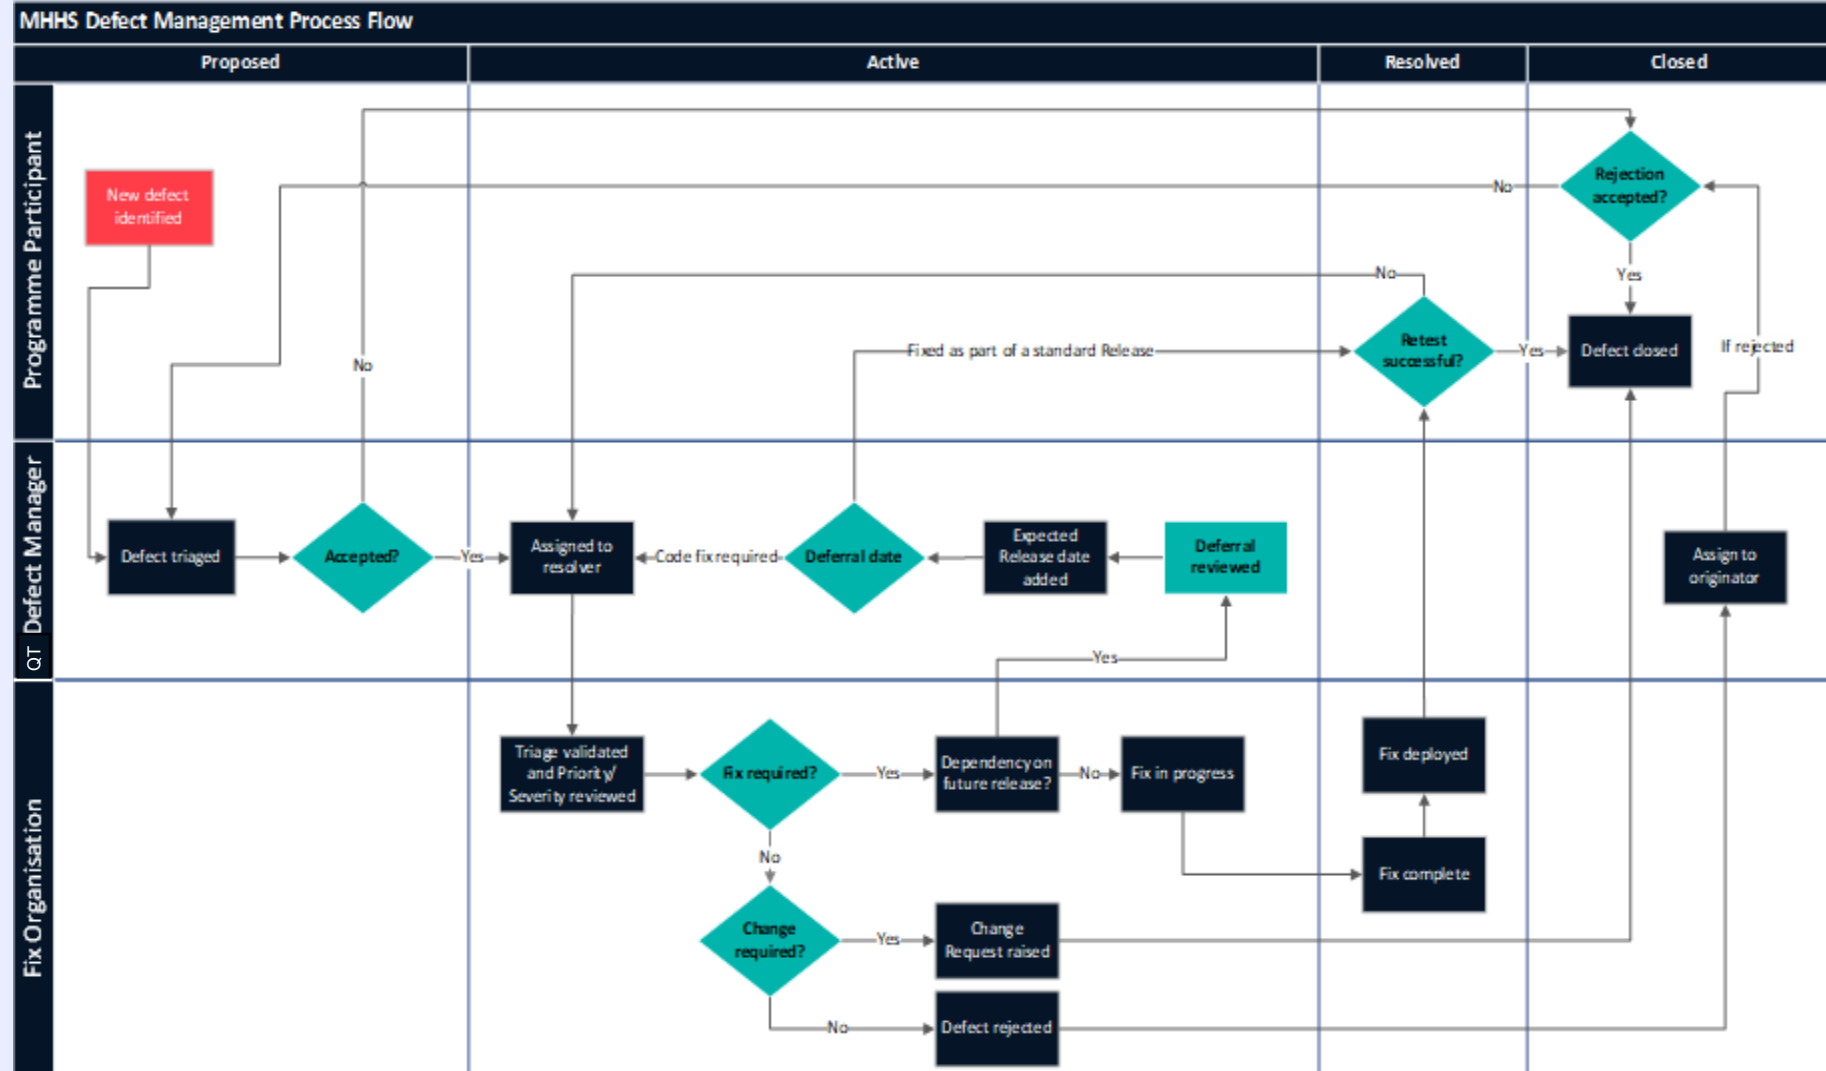 MHHS Defect Management Process Flow
Proposed
Active
Resolved
Closed
Programme Participant
New defect
identified
No
No
Rejection
accepted?
Yes
No
Fixed as part of a standard Release
Retest
successful?
Yes
Defect closed
If rejected
QT Defect Manager
Defect triaged
Accepted?
Yes
Assigned to
resolver
Code fix required
Deferral date
Expected
Release date
added
Deferral
reviewed
Assign to
originator
Yes
Fix Organisation
Triage validated
and Priority/
Severity reviewed
Fix required?
Yes
Dependency on
future release?
No
Fix in progress
Fix deployed
No
Fix complete
Change
required?
Yes
Change
Request raised
No
Defect rejected